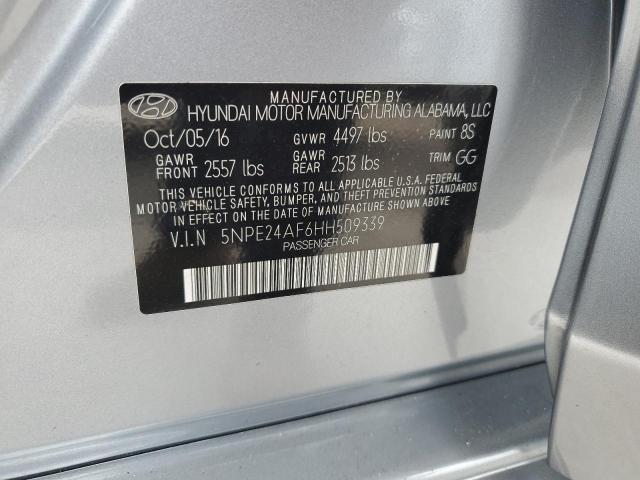 MANUFACTURED BY
HYUNDAI MOTOR MANUFACTURING ALABAMA, LLC
Oct/05/16 GVWR 4497 lbs PAINT 8S
GAWR FRONT 2557 lbs GAWR REAR 2513 lbs TRIM GG
THIS VEHICLE CONFORMS TO ALL APPLICABLE U.S.A. FEDERAL
MOTOR VEHICLE SAFETY, BUMPER, AND THEFT PREVENTION STANDARDS
IN EFFECT ON THE DATE OF MANUFACTURE SHOWN ABOVE.
V.I.N 5NPE24AF6HH509339
PASSENGER CAR